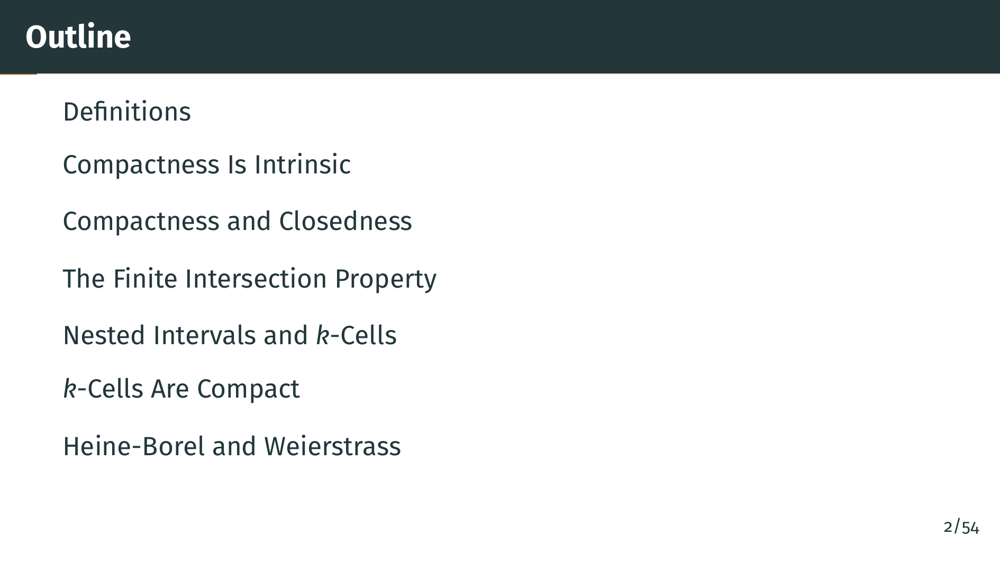 Outline
Definitions
Compactness Is Intrinsic
Compactness and Closedness
The Finite Intersection Property
Nested Intervals and k-Cells
k-Cells Are Compact
Heine-Borel and Weierstrass
2/54